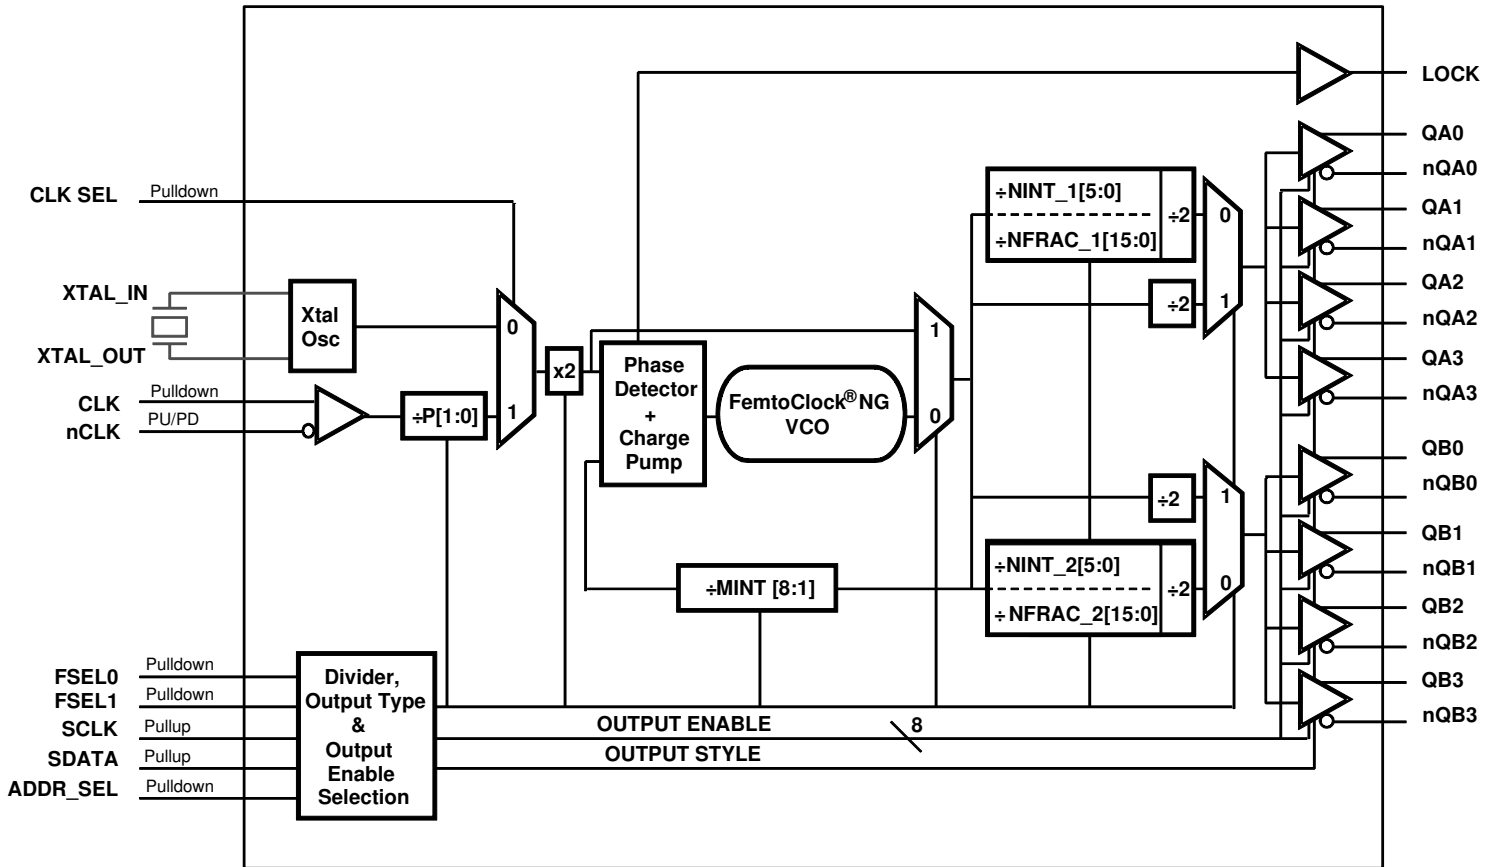 LOCK
QA0
nQA0
QA1
nQA1
QA2
nQA2
QA3
nQA3
QB0
nQB0
QB1
nQB1
QB2
nQB2
QB3
nQB3
CLK SEL
Pulldown
XTAL_IN
XTAL_OUT
Xtal
Osc
CLK
Pulldown
nCLK
PU/PD
÷P[1:0]
0
1
x2
Phase
Detector
+
Charge
Pump
FemtoClock® NG
VCO
1
0
÷NINT_1[5:0]
÷NFRAC_1[15:0]
÷2
÷2
0
1
÷2
÷NINT_2[5:0]
÷NFRAC_2[15:0]
÷2
1
0
÷MINT [8:1]
FSEL0
Pulldown
FSEL1
Pulldown
SCLK
Pullup
SDATA
Pullup
ADDR_SEL
Pulldown
Divider,
Output Type
&
Output
Enable
Selection
OUTPUT ENABLE
8
OUTPUT STYLE